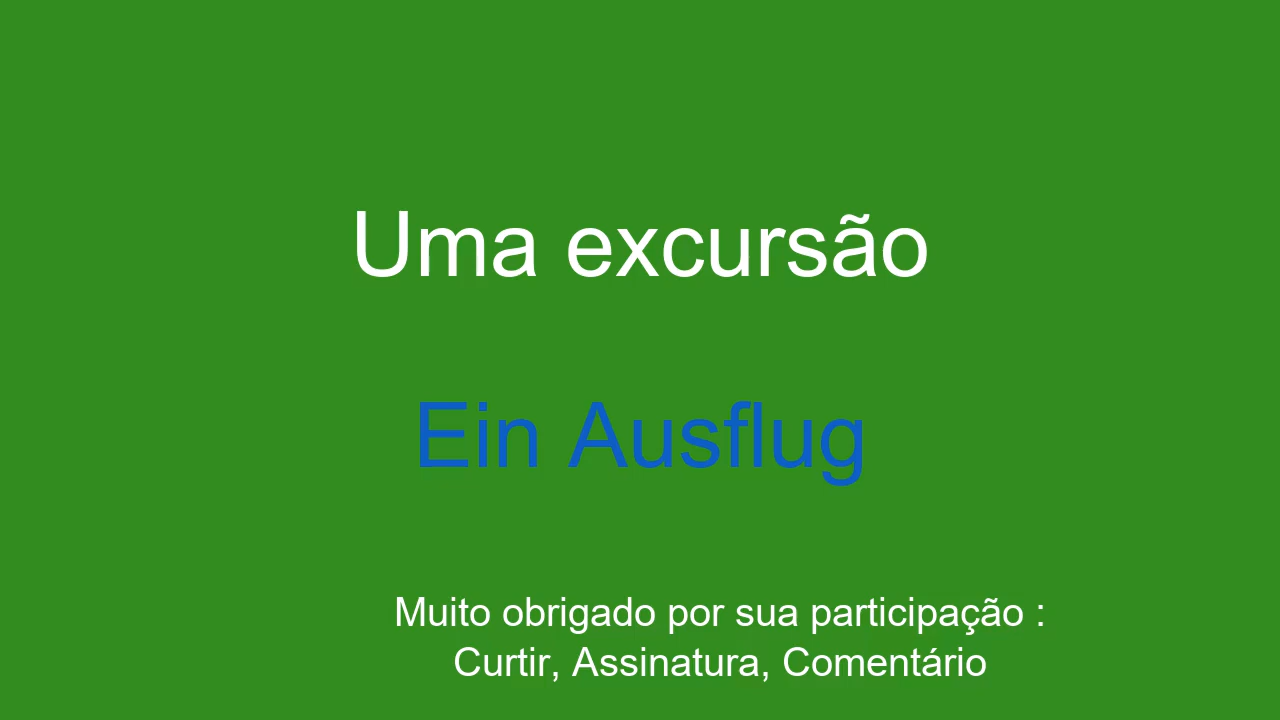 Uma excursão
Ein Ausflug
Muito obrigado por sua participação :
Curtir, Assinatura, Comentário